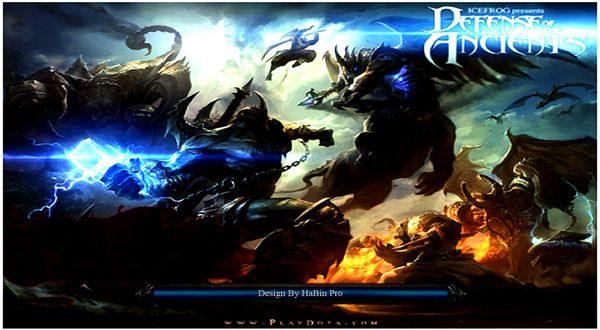 ICEFROG presents
DEFENSE OF THE
ANCIENTS
Design By HaBin Pro
www.PlayDota.com